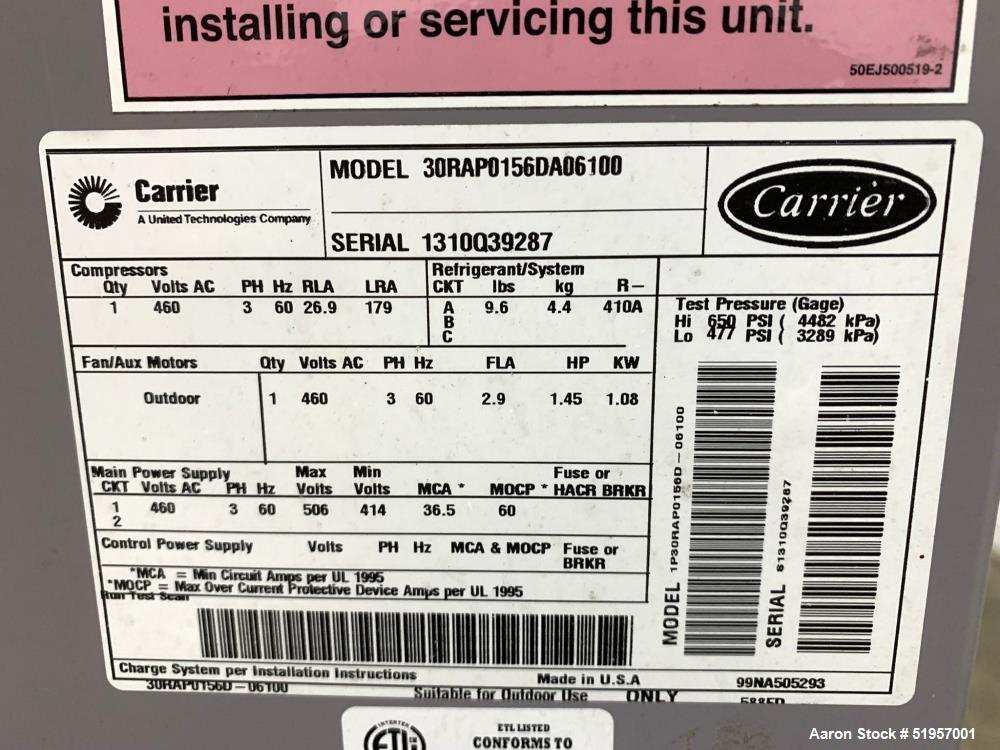 installing or servicing this unit.
50EJ500519-2
Carrier
A United Technologies Company
MODEL 30RAP0156DA06100
SERIAL 1310Q39287
Carrier
Compressors
Qty Volts AC PH Hz RLA LRA
1 460 3 60 26.9 179
Refrigerant/System
CKT lbs kg R-
A 9.6 4.4 410A
B
C
Test Pressure (Gage)
Hi 650 PSI ( 4482 kPa)
Lo 477 PSI ( 3289 kPa)
Fan/Aux Motors Qty Volts AC PH Hz FLA HP KW
Outdoor 1 460 3 60 2.9 1.45 1.08
Main Power Supply Max Min Fuse or
CKT Volts AC PH Hz Volts Volts MCA * MOCP * HACR BRKR
1 460 3 60 506 414 36.5 60
2
Control Power Supply Volts PH Hz MCA & MOCP Fuse or
BRKR
*MCA = Min Circuit Amps per UL 1995
*MOCP = Max Over Current Protective Device Amps per UL 1995
Run Test Scan
MODEL 1P30RAP0156D-06100
SERIAL S1310Q39287
Charge System per Installation Instructions
Made in U.S.A
99NA505293
30RAP0156D-06100
Suitable for Outdoor Use ONLY
588ED
INTERTEK
ETL
ETL LISTED
CONFORMS TO
Aaron Stock # 51957001